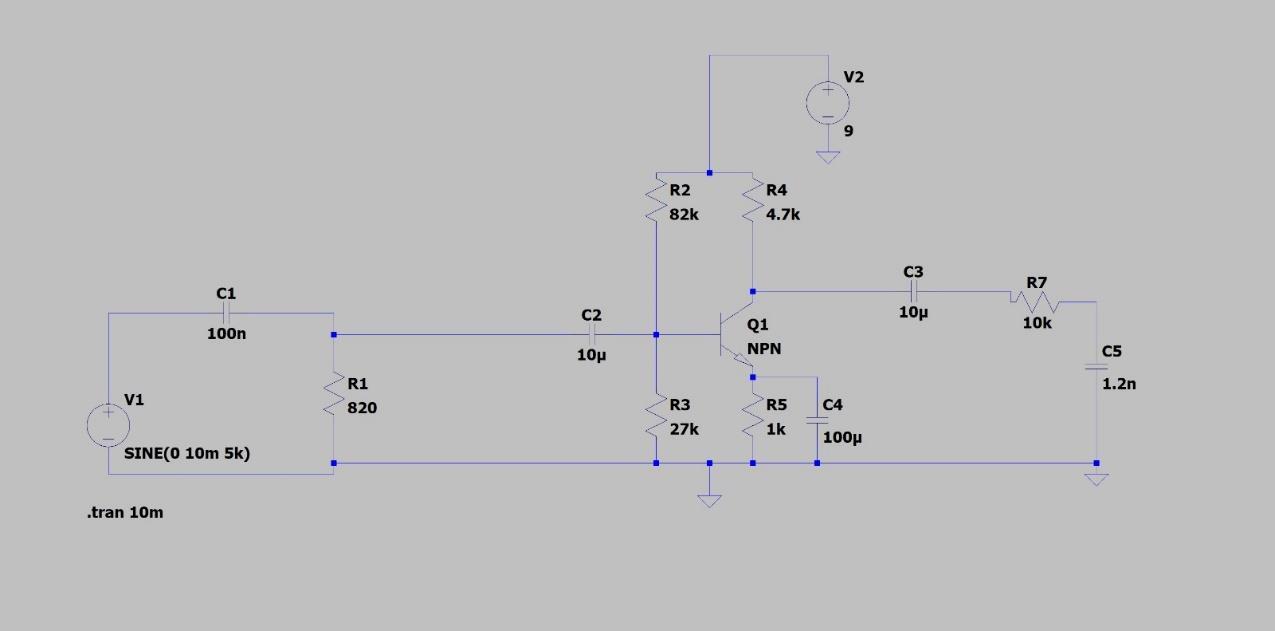 V2
9
R2
82k
R4
4.7k
C3
10µ
R7
10k
C1
100n
C2
10µ
Q1
NPN
C5
1.2n
V1
SINE(0 10m 5k)
R1
820
R3
27k
R5
1k
C4
100µ
.tran 10m